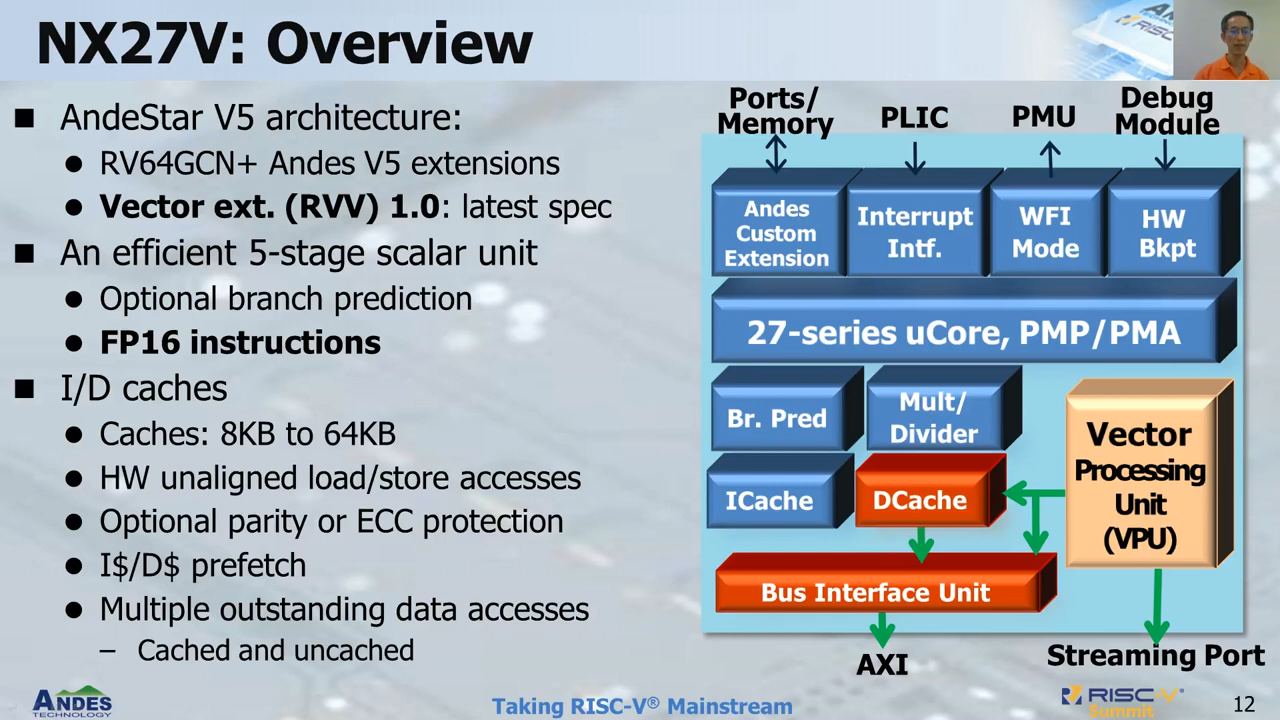 NX27V: Overview
■ AndeStar V5 architecture:
● RV64GCN+ Andes V5 extensions
● Vector ext. (RVV) 1.0: latest spec
■ An efficient 5-stage scalar unit
● Optional branch prediction
● FP16 instructions
■ I/D caches
● Caches: 8KB to 64KB
● HW unaligned load/store accesses
● Optional parity or ECC protection
● I$/D$ prefetch
● Multiple outstanding data accesses
– Cached and uncached
Ports/
Memory
PLIC
PMU
Debug
Module
Andes
Custom
Extension
Interrupt
Intf.
WFI
Mode
HW
Bkpt
27-series uCore, PMP/PMA
Br. Pred
Mult/
Divider
ICache
DCache
Vector
Processing
Unit
(VPU)
Bus Interface Unit
AXI
Streaming Port
ANDES
TECHNOLOGY
Taking RISC-V® Mainstream
RISC-V®
Summit
12